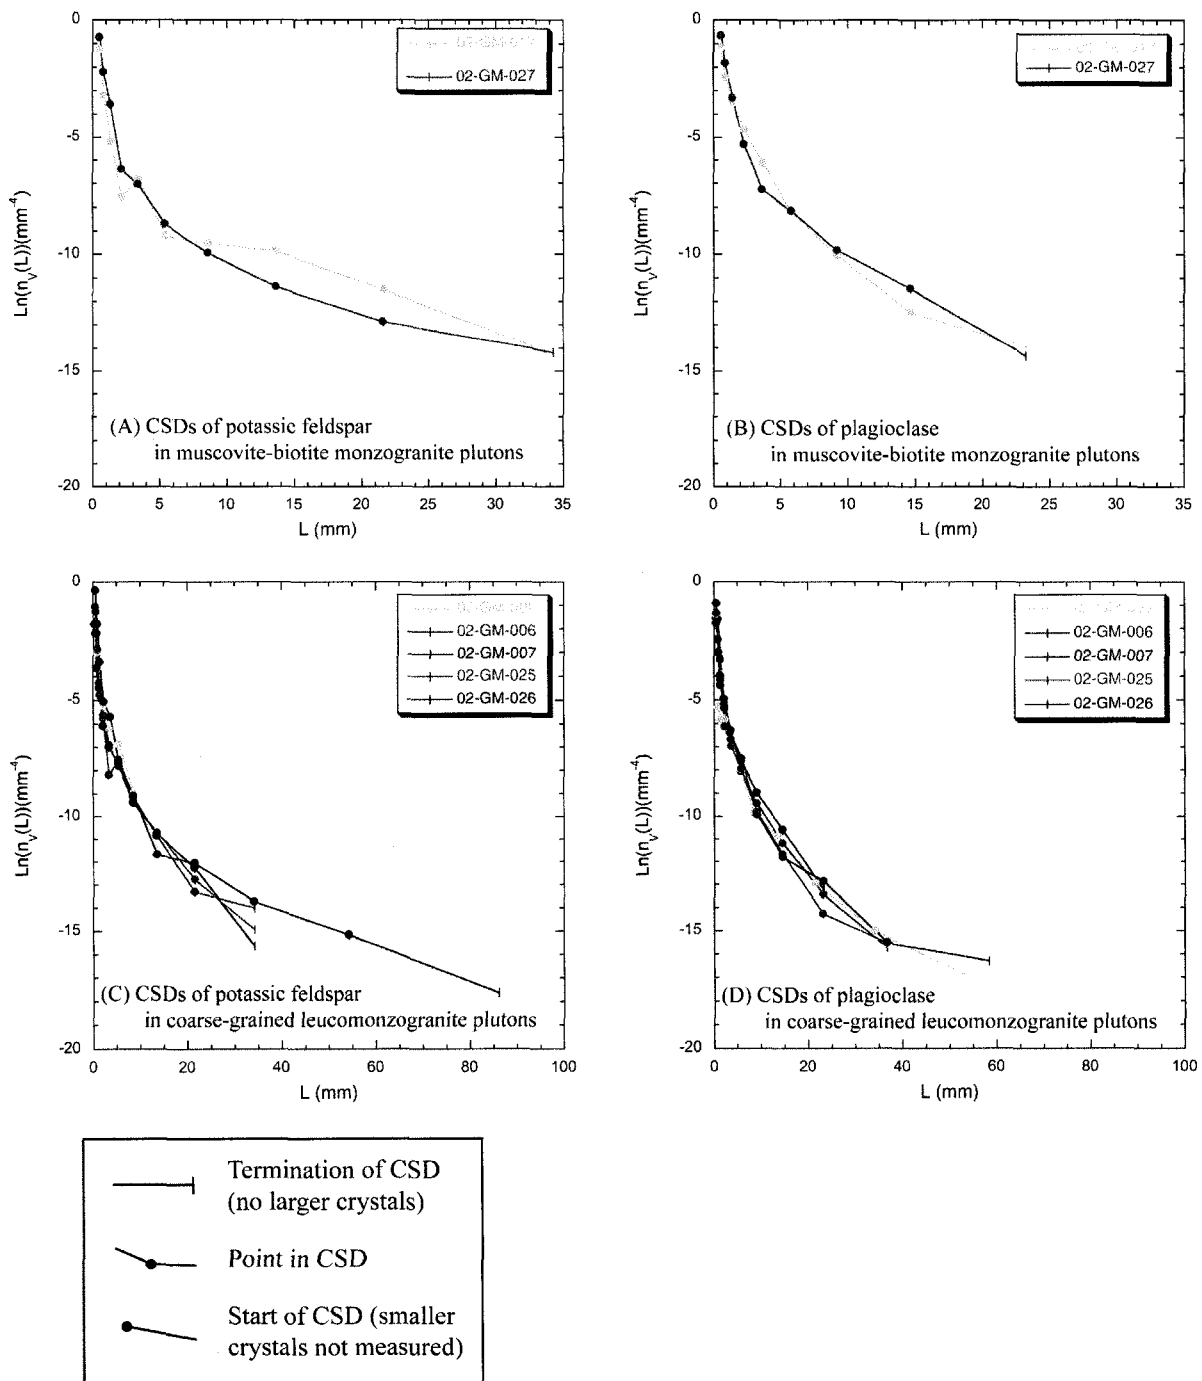 0
-5
-10
-15
-20
Ln(n_V(L))(mm^-4)
02-GM-027
(A) CSDs of potassic feldspar
in muscovite-biotite monzogranite plutons
0 5 10 15 20 25 30 35
L (mm)
0
-5
-10
-15
-20
Ln(n_V(L))(mm^-4)
02-GM-027
(B) CSDs of plagioclase
in muscovite-biotite monzogranite plutons
0 5 10 15 20 25 30 35
L (mm)
0
-5
-10
-15
-20
Ln(n_V(L))(mm^-4)
02-GM-006
02-GM-007
02-GM-025
02-GM-026
(C) CSDs of potassic feldspar
in coarse-grained leucomonzogranite plutons
0 20 40 60 80 100
L (mm)
0
-5
-10
-15
-20
Ln(n_V(L))(mm^-4)
02-GM-006
02-GM-007
02-GM-025
02-GM-026
(D) CSDs of plagioclase
in coarse-grained leucomonzogranite plutons
0 20 40 60 80 100
L (mm)
Termination of CSD
(no larger crystals)
Point in CSD
Start of CSD (smaller
crystals not measured)